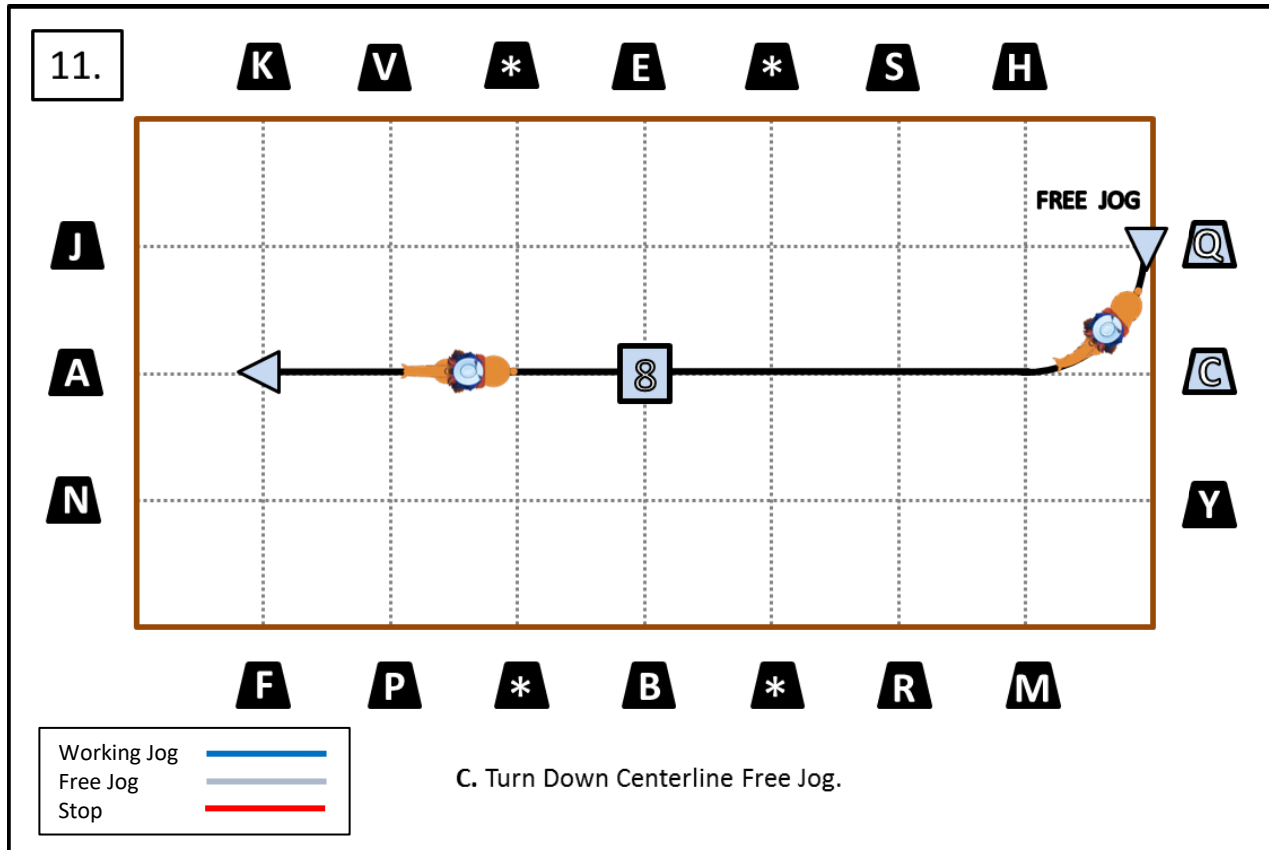 11.
K V * E * S H
FREE JOG
J Q
A 8 C
N Y
F P * B * R M
Working Jog
Free Jog
Stop
C. Turn Down Centerline Free Jog.